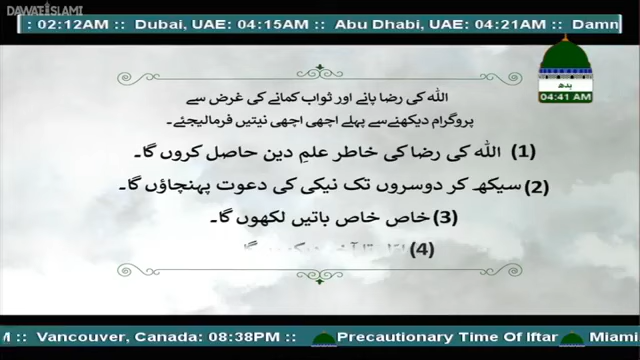 DAWATEISLAMI
: 02:12AM :: Dubai, UAE: 04:15AM :: Abu Dhabi, UAE: 04:21AM :: Damn
بدھ
04:41 AM
اللہ کی رضا پانے اور ثواب کمانے کی غرض سے
پروگرام دیکھنے سے پہلے اچھی اچھی نیتیں فرمالیجئے۔
(1) اللہ کی رضا کی خاطر علمِ دین حاصل کروں گا۔
(2) سیکھ کر دوسروں تک نیکی کی دعوت پہنچاؤں گا۔
(3) خاص خاص باتیں لکھوں گا۔
(4)
M :: Vancouver, Canada: 08:38PM :: Precautionary Time Of Iftar Miami